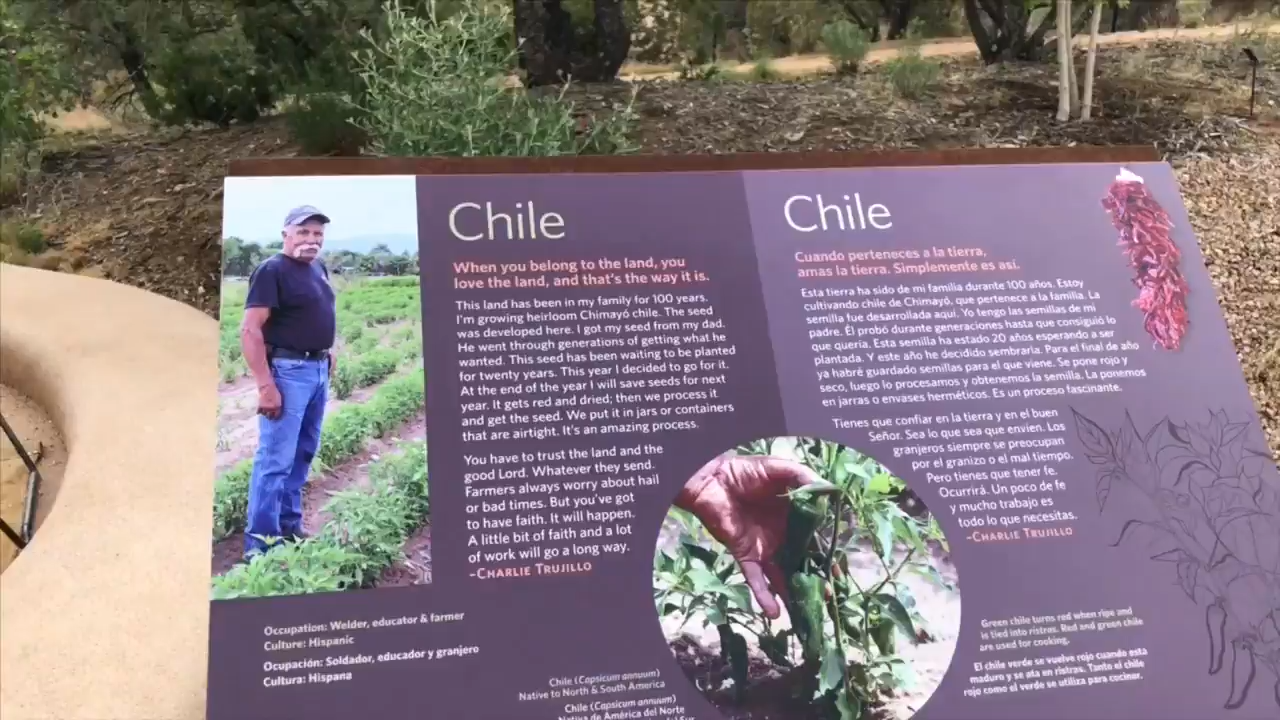 Chile
When you belong to the land, you
love the land, and that's the way it is.
This land has been in my family for 100 years.
I'm growing heirloom Chimayó chile. The seed
was developed here. I got my seed from my dad.
He went through generations of getting what he
wanted. This seed has been waiting to be planted
for twenty years. This year I decided to go for it.
At the end of the year I will save seeds for next
year. It gets red and dried; then we process it
and get the seed. We put it in jars or containers
that are airtight. It's an amazing process.
You have to trust the land and the
good Lord. Whatever they send.
Farmers always worry about hail
or bad times. But you've got
to have faith. It will happen.
A little bit of faith and a lot
of work will go a long way.
–Charlie Trujillo
Chile
Cuando perteneces a la tierra,
amas la tierra. Simplemente es así.
Esta tierra ha sido de mi familia durante 100 años. Estoy
cultivando chile de Chimayó, que pertenece a la familia. La
semilla fue desarrollada aquí. Yo tengo las semillas de mi
padre. Él probó durante generaciones hasta que consiguió lo
que quería. Esta semilla ha estado 20 años esperando a ser
plantada. Y este año he decidido sembrarla. Para el final de año
ya habré guardado semillas para el que viene. Se pone rojo y
seco, luego lo procesamos y obtenemos la semilla. La ponemos
en jarras o envases herméticos. Es un proceso fascinante.
Tienes que confiar en la tierra y en el buen
Señor. Sea lo que sea que envíen. Los
granjeros siempre se preocupan
por el granizo o el mal tiempo.
Pero tienes que tener fe.
Ocurrirá. Un poco de fe
y mucho trabajo es
todo lo que necesitas.
–Charlie Trujillo
Occupation: Welder, educator & farmer
Culture: Hispanic
Ocupación: Soldador, educador y granjero
Cultura: Hispana
Chile (Capsicum annuum)
Native to North & South America
Chile (Capsicum annuum)
Nativa de América del Norte
Green chile turns red when ripe and
is tied into ristras. Red and green chile
are used for cooking.
El chile verde se vuelve rojo cuando esta
maduro y se ata en ristras. Tanto el chile
rojo como el verde se utiliza para cocinar.